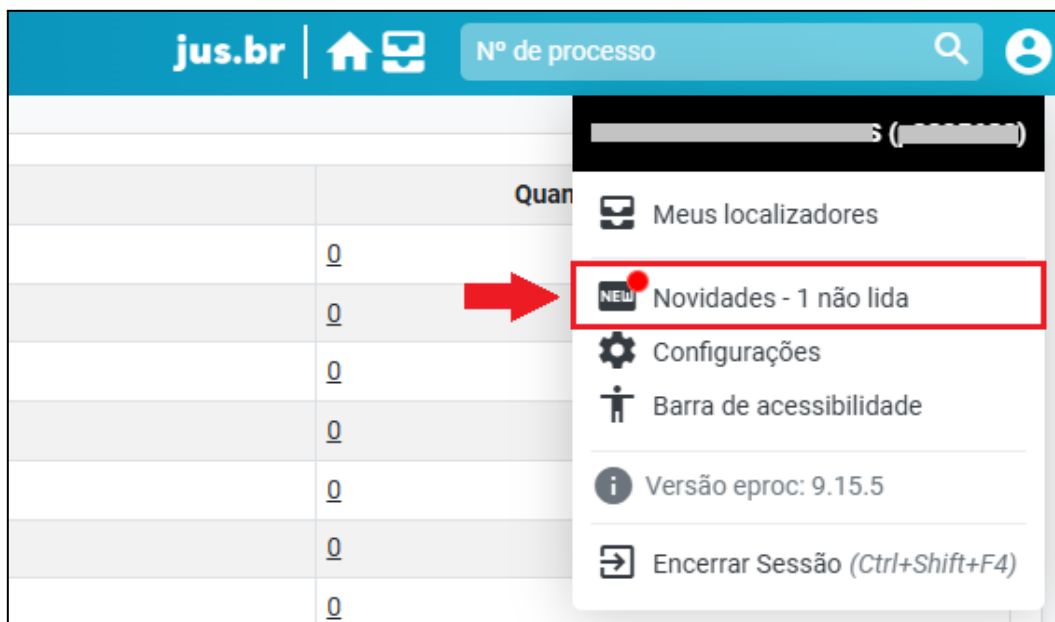 jus.br
Nº de processo
S (
)
Quan
Meus localizadores
0
NEW Novidades - 1 não lida
0
Configurações
0
Barra de acessibilidade
0
0
Versão eproc: 9.15.5
0
Encerrar Sessão (Ctrl+Shift+F4)
0